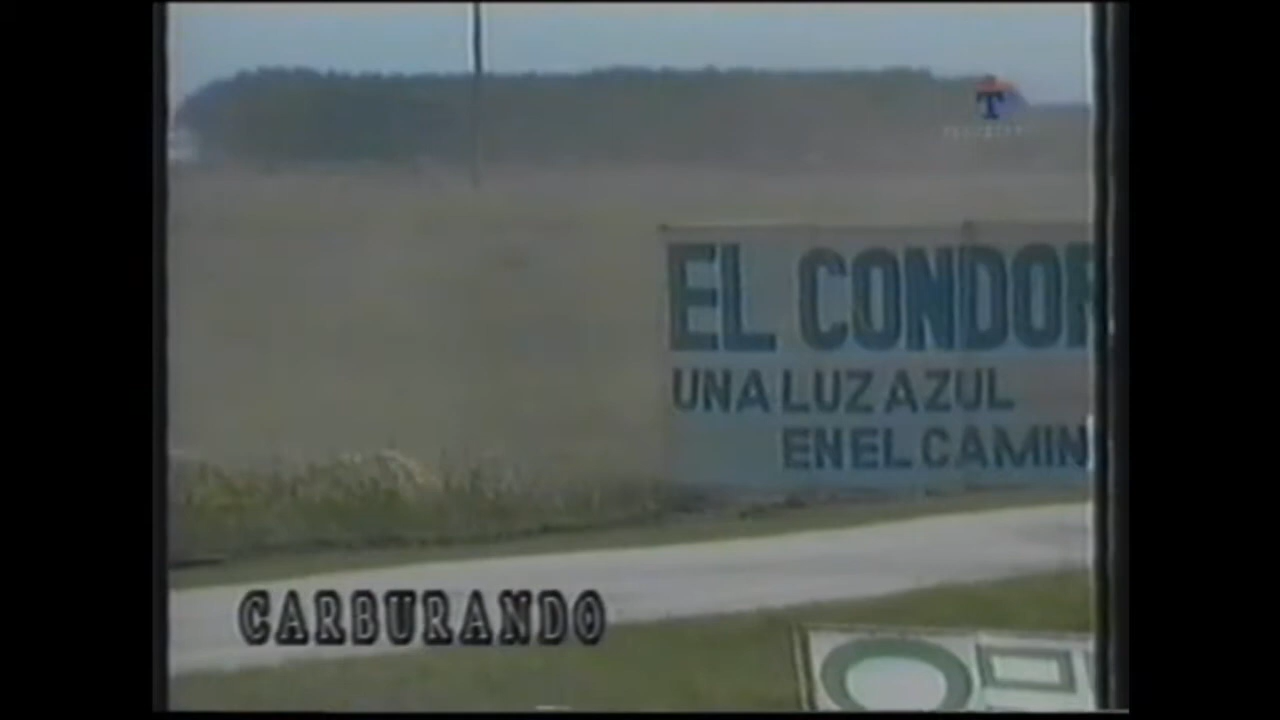 T
EL CONDOR
UNA LUZ AZUL
EN EL CAMIN
CARBURANDO